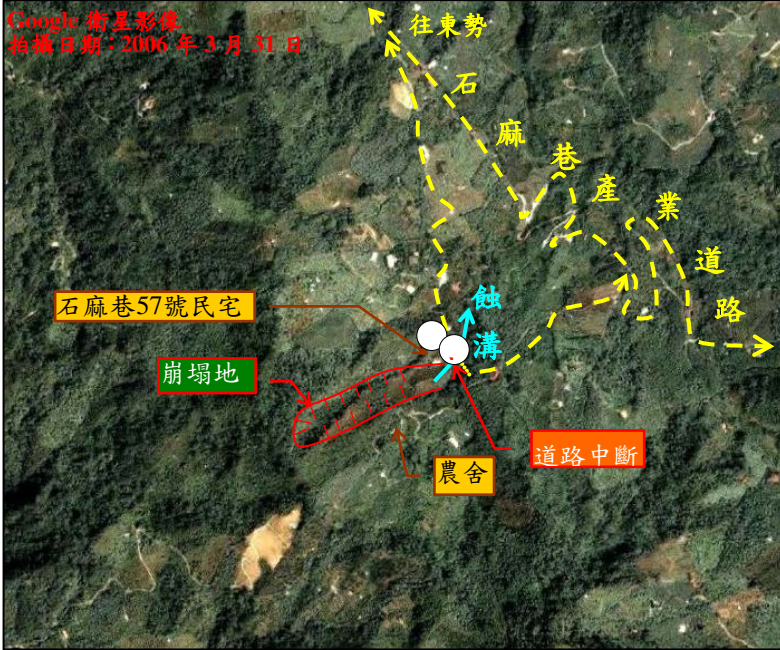 Google 衛星影像
拍攝日期：2006 年 3 月 31 日
往東勢
石麻巷產業道路
蝕溝
石麻巷57號民宅
崩塌地
道路中斷
農舍